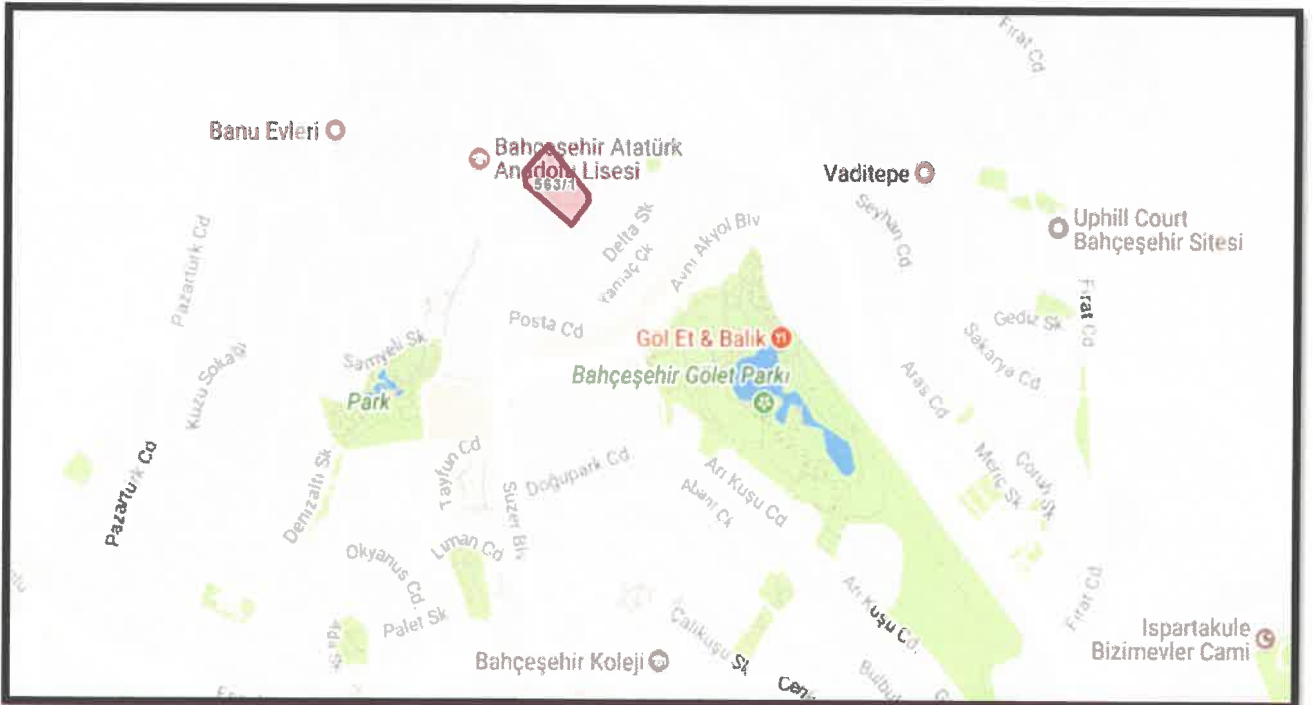 Fırat Cd
Banu Evleri
Bahçeşehir Atatürk
Anadolu Lisesi
563/1
Vaditepe
Uphill Court
Bahçeşehir Sitesi
Pazartürk Cd
Delta Sk
Yamaç Çk
Avni Akyol Blv
Seyhan Cd
Fırat Cd
Posta Cd
Gediz Sk
Sakarya Cd
Göl Et & Balık
Samyeli Sk
Kuzu Sokağı
Bahçeşehir Gölet Parkı
Aras Cd
Park
Pazartürk Cd
Denizaltı Sk
Tayfun Cd
Süzer Blv
Doğupark Cd.
Arı Kuşu Cd
Abant Çk
Meriç Sk
Çoruh Sk
Okyanus Cd.
Liman Cd
Palet Sk
Ada Sk
Fırat Cd.
Arı Kuşu Cd.
Çalıkuşu Sk
Ispartakule
Bizimevler Cami
Bahçeşehir Koleji